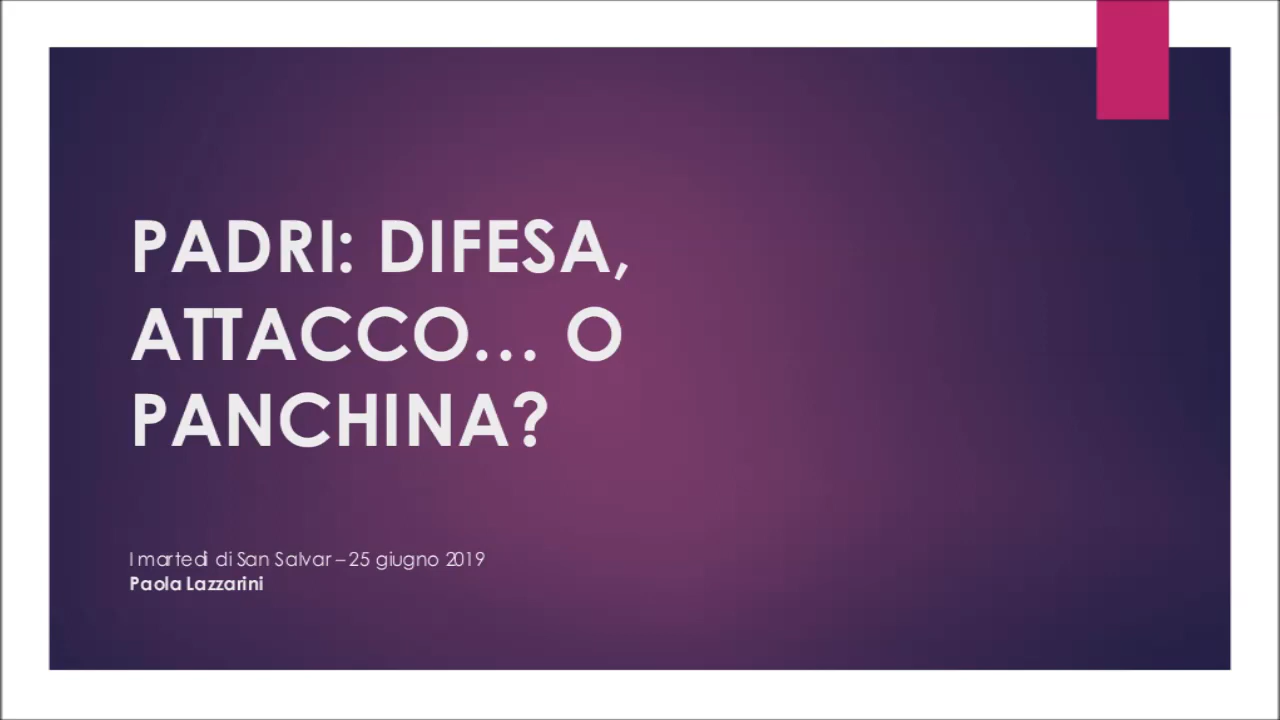 PADRI: DIFESA,
ATTACCO… O
PANCHINA?
I martedì di San Salvar – 25 giugno 2019
Paola Lazzarini